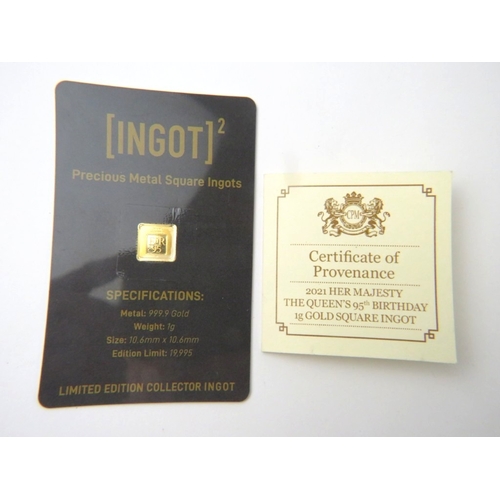 [INGOT]²
Precious Metal Square Ingots
95
SPECIFICATIONS:
Metal: 999.9 Gold
Weight: 1g
Size: 10.6mm x 10.6mm
Edition Limit: 19,995
LIMITED EDITION COLLECTOR INGOT
CPM
Certificate of
Provenance
2021 HER MAJESTY
THE QUEEN'S 95th BIRTHDAY
1g GOLD SQUARE INGOT